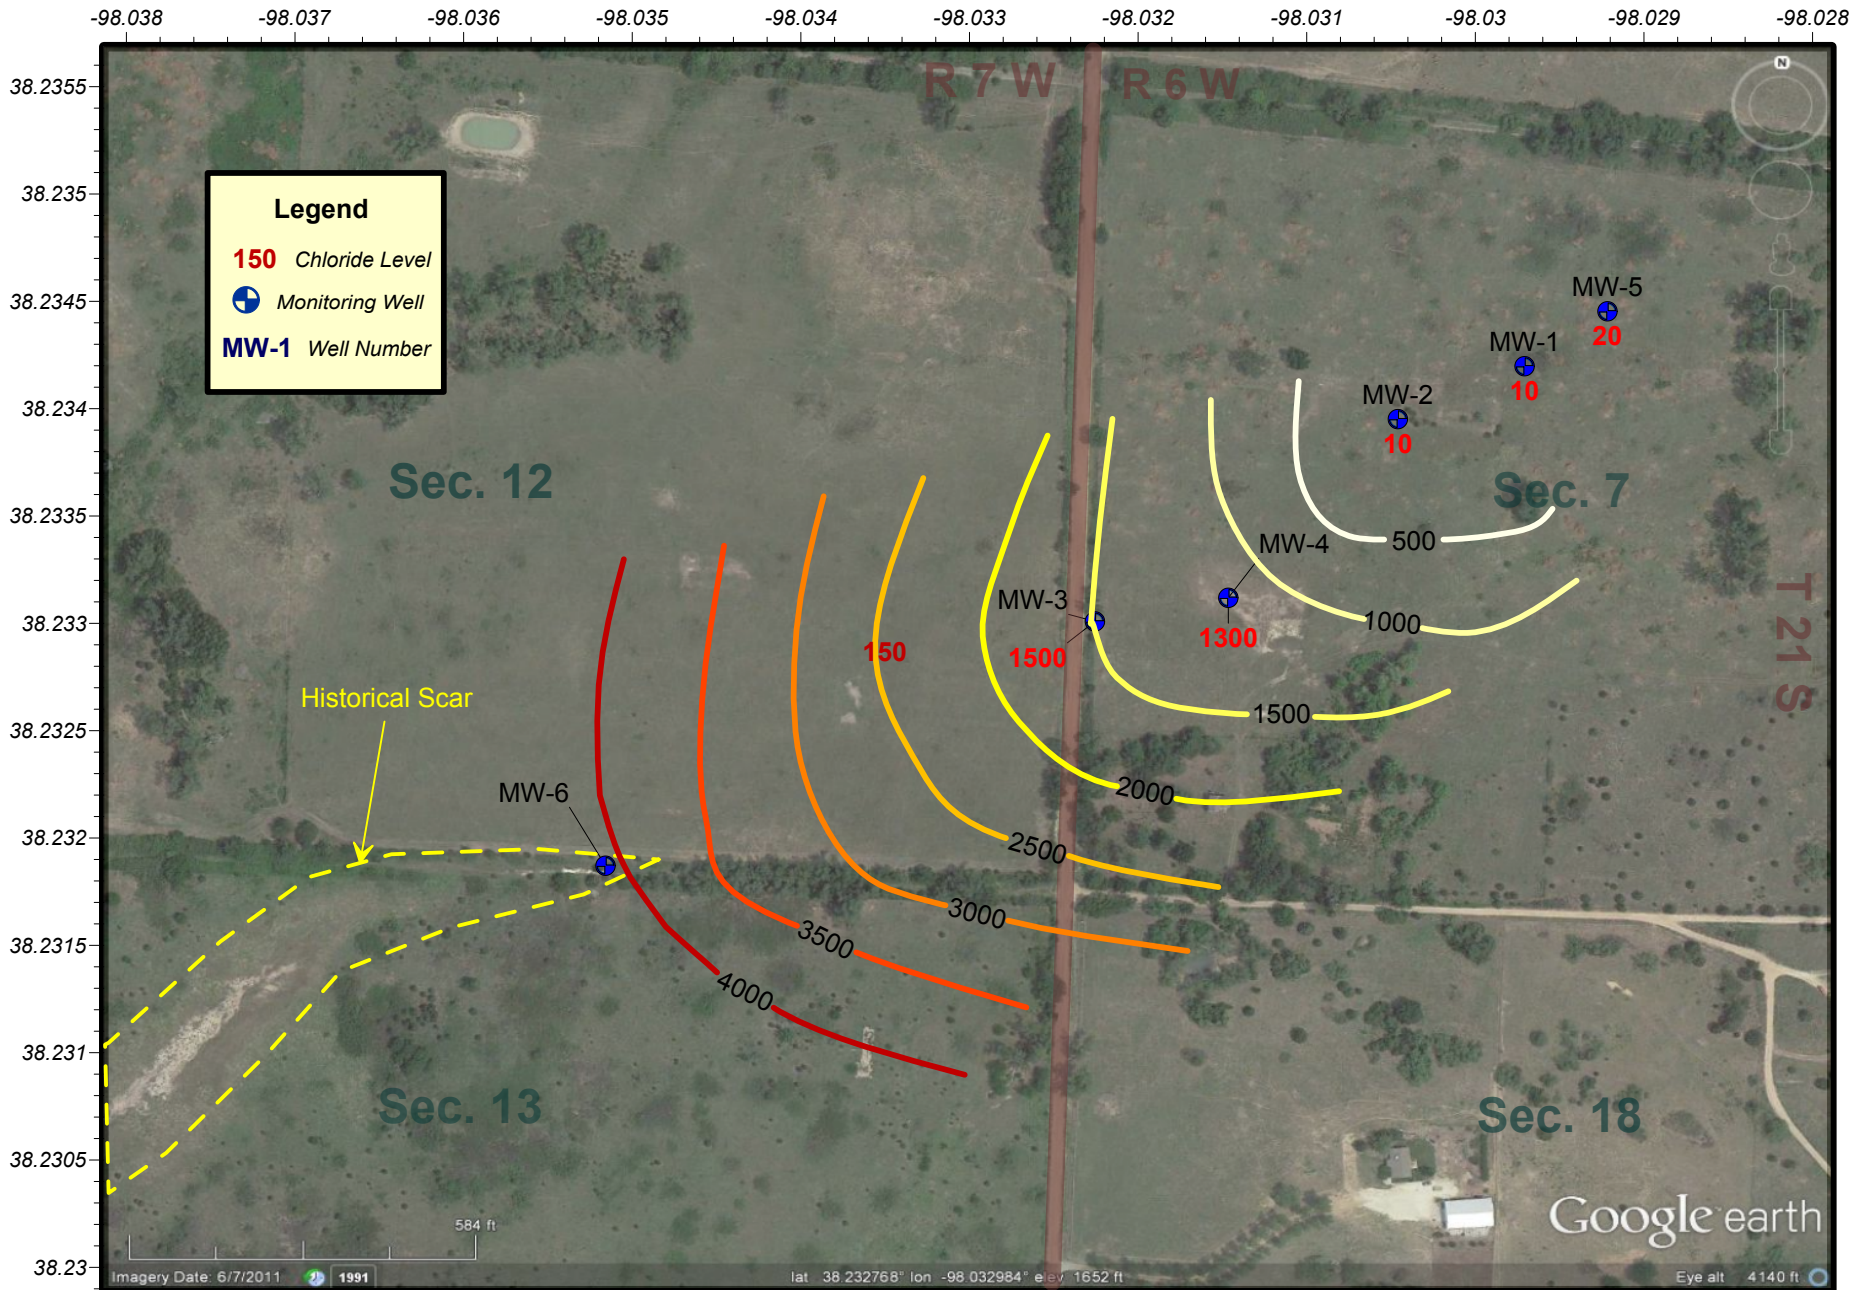 -98.038 -98.037 -98.036 -98.035 -98.034 -98.033 -98.032 -98.031 -98.03 -98.029 -98.028
N
R 7 W R 6 W
38.2355
38.235
Legend
150 Chloride Level
Monitoring Well
MW-1 Well Number
38.2345
MW-5
20
MW-1
10
38.234
MW-2
10
Sec. 12
Sec. 7
38.2335
500
MW-4
MW-3
38.233
1000
1300
150
1500
T 21 S
Historical Scar
1500
38.2325
MW-6
2000
38.232
2500
3000
3500
38.2315
4000
38.231
Sec. 13
Sec. 18
38.2305
584 ft
Google earth
38.23
Imagery Date: 6/7/2011 1991 lat 38.232768° lon -98.032984° elev 1652 ft Eye alt 4140 ft